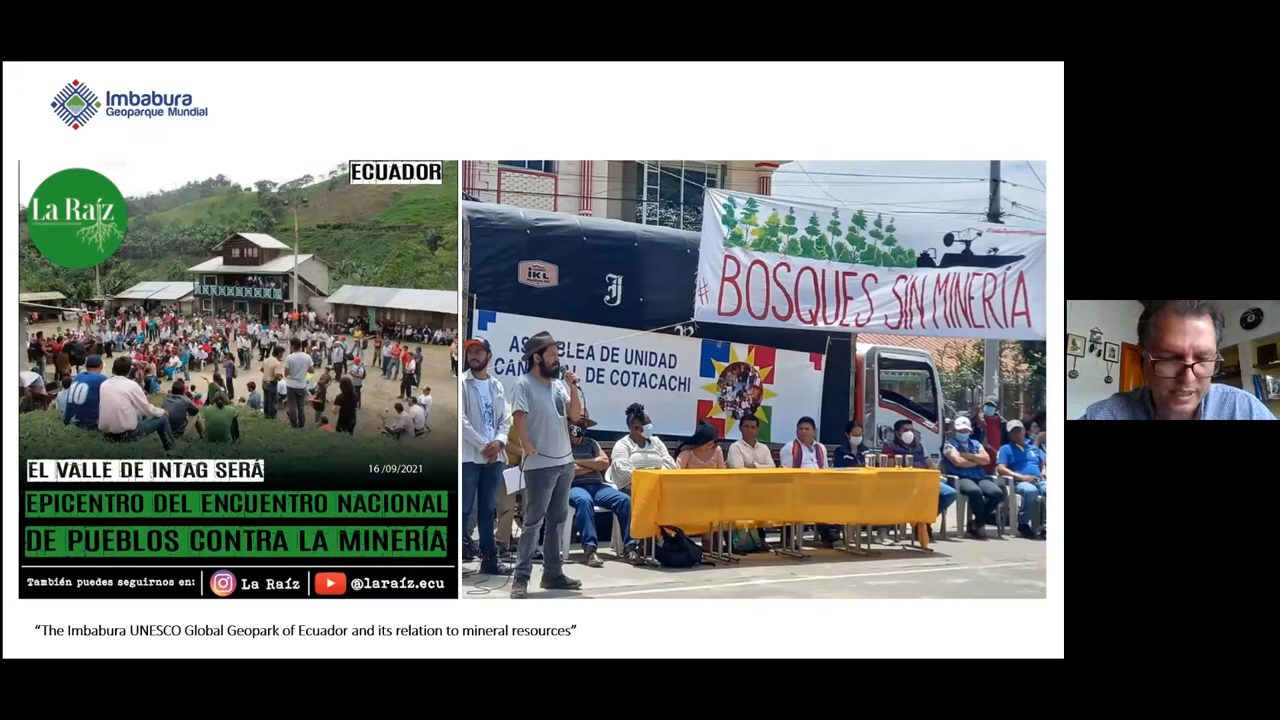 Imbabura
Geoparque Mundial
ECUADOR
La Raíz
EL VALLE DE INTAG SERÁ
16/09/2021
EPICENTRO DEL ENCUENTRO NACIONAL
DE PUEBLOS CONTRA LA MINERÍA
También puedes seguirnos en:
La Raíz
@laraíz.ecu
#BOSQUES SIN MINERÍA
IKL
J
ASAMBLEA DE UNIDAD
DE COTACACHI
10
“The Imbabura UNESCO Global Geopark of Ecuador and its relation to mineral resources”